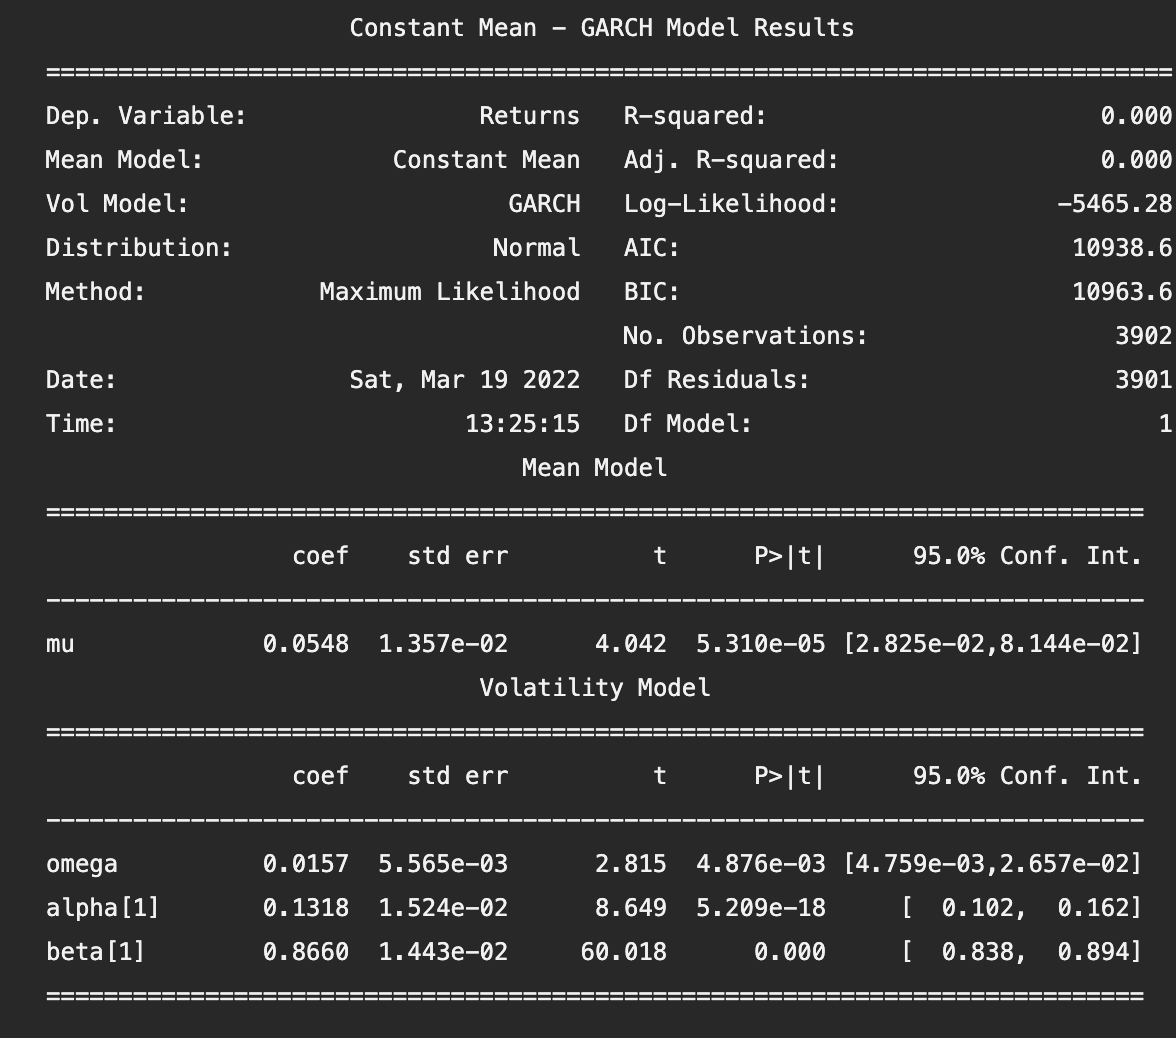 Constant Mean - GARCH Model Results
==============================================================================
Dep. Variable:                Returns   R-squared:                       0.000
Mean Model:             Constant Mean   Adj. R-squared:                  0.000
Vol Model:                      GARCH   Log-Likelihood:               -5465.28
Distribution:                  Normal   AIC:                           10938.6
Method:            Maximum Likelihood   BIC:                           10963.6
                                        No. Observations:                 3902
Date:                Sat, Mar 19 2022   Df Residuals:                     3901
Time:                        13:25:15   Df Model:                            1
                                 Mean Model
============================================================================
                 coef    std err          t      P>|t|      95.0% Conf. Int.
----------------------------------------------------------------------------
mu             0.0548  1.357e-02      4.042  5.310e-05 [2.825e-02,8.144e-02]
                              Volatility Model
============================================================================
                 coef    std err          t      P>|t|      95.0% Conf. Int.
----------------------------------------------------------------------------
omega          0.0157  5.565e-03      2.815  4.876e-03 [4.759e-03,2.657e-02]
alpha[1]       0.1318  1.524e-02      8.649  5.209e-18     [  0.102,  0.162]
beta[1]        0.8660  1.443e-02     60.018      0.000     [  0.838,  0.894]
============================================================================